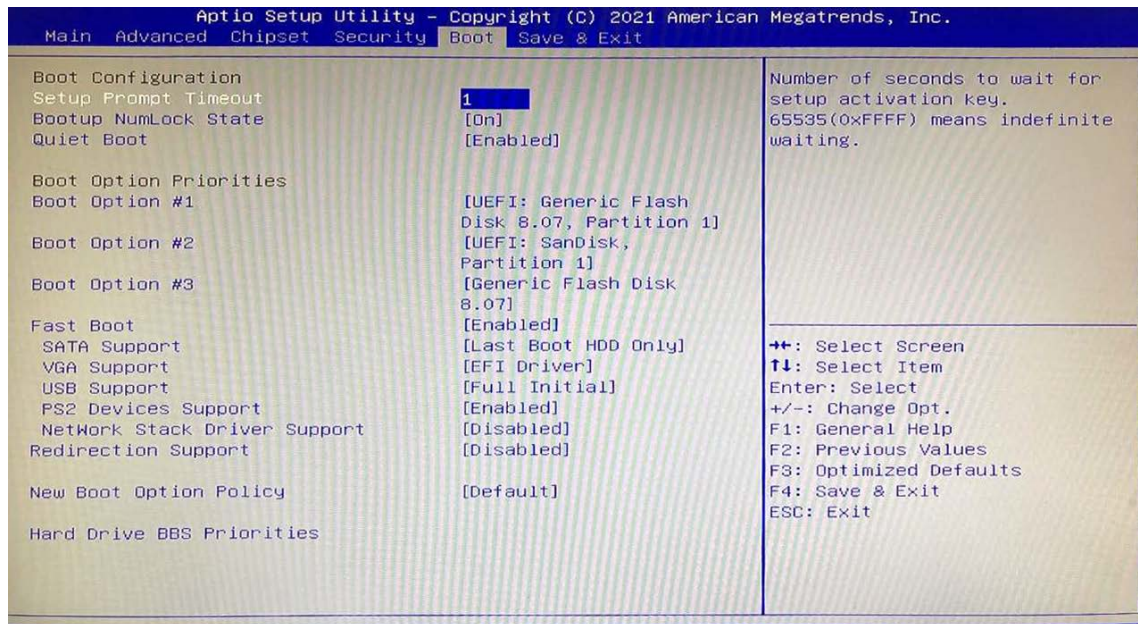 Aptio Setup Utility – Copyright (C) 2021 American Megatrends, Inc.
Main Advanced Chipset Security Boot Save & Exit
Boot Configuration
Setup Prompt Timeout 1
Bootup NumLock State [On]
Quiet Boot [Enabled]
Boot Option Priorities
Boot Option #1 [UEFI: Generic Flash
Disk 8.07, Partition 1]
Boot Option #2 [UEFI: SanDisk,
Partition 1]
Boot Option #3 [Generic Flash Disk
8.07]
Fast Boot [Enabled]
SATA Support [Last Boot HDD Only]
VGA Support [EFI Driver]
USB Support [Full Initial]
PS2 Devices Support [Enabled]
NetWork Stack Driver Support [Disabled]
Redirection Support [Disabled]
New Boot Option Policy [Default]
Hard Drive BBS Priorities
Number of seconds to wait for
setup activation key.
65535(0xFFFF) means indefinite
waiting.
→←: Select Screen
↑↓: Select Item
Enter: Select
+/-: Change Opt.
F1: General Help
F2: Previous Values
F3: Optimized Defaults
F4: Save & Exit
ESC: Exit